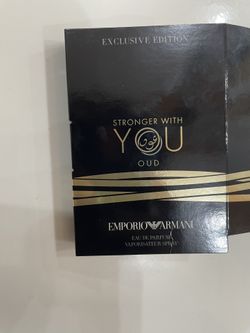 EXCLUSIVE EDITION
STRONGER WITH
YOU
OUD
EMPORIO ARMANI
EAU DE PARFUM
VAPORISATEUR SPRAY